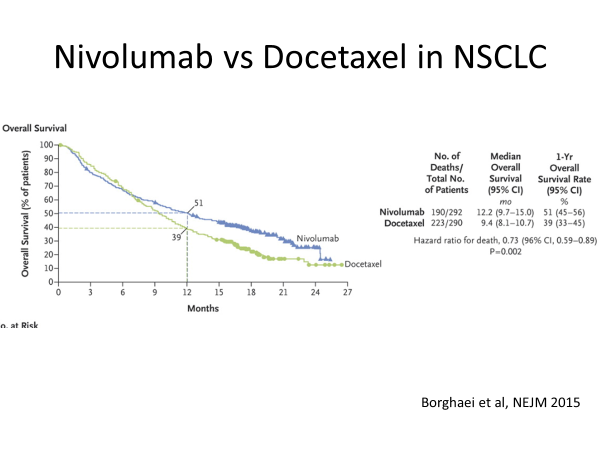 Nivolumab vs Docetaxel in NSCLC
Overall Survival
Overall Survival (% of patients)
100
90
80
70
60
50
40
30
20
10
0
51
39
Nivolumab
Docetaxel
0 3 6 9 12 15 18 21 24 27
Months
No. of Deaths/ Total No. of Patients
Median Overall Survival (95% CI)
1-Yr Overall Survival Rate (95% CI)
mo %
Nivolumab 190/292 12.2 (9.7–15.0) 51 (45–56)
Docetaxel 223/290 9.4 (8.1–10.7) 39 (33–45)
Hazard ratio for death, 0.73 (96% CI, 0.59–0.89)
P=0.002
o. at Risk
Borghaei et al, NEJM 2015